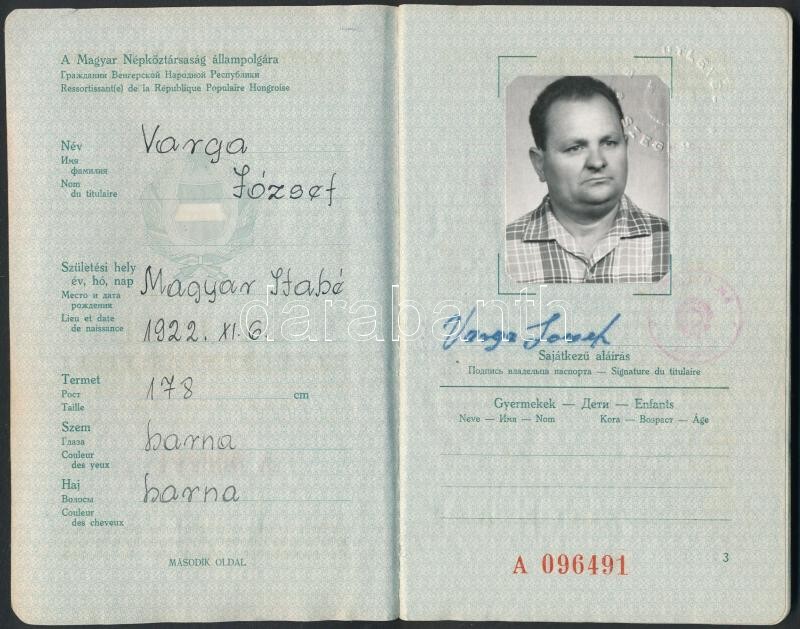 A Magyar Népköztársaság állampolgára
Гражданин Венгерской Народной Республики
Ressortissant(e) de la République Populaire Hongroise
Név
Имя
фамилия
Nom
du titulaire
Varga
József
Születési hely
év, hó, nap
Место и дата
рождения
Lieu et date
de naissance
Magyar Itabé
1922. XI. 6.
Termet
Рост
Taille
178 cm
Szem
Глаза
Couleur
des yeux
barna
Haj
Волосы
Couleur
des cheveux
barna
MÁSODIK OLDAL
darabanth.com
Varga József
Sajátkezű aláírás
Подпись владельца паспорта — Signature du titulaire
Gyermekek — Дети — Enfants
Neve — Имя — Nom Kora — Возраст — Âge
A 096491
3